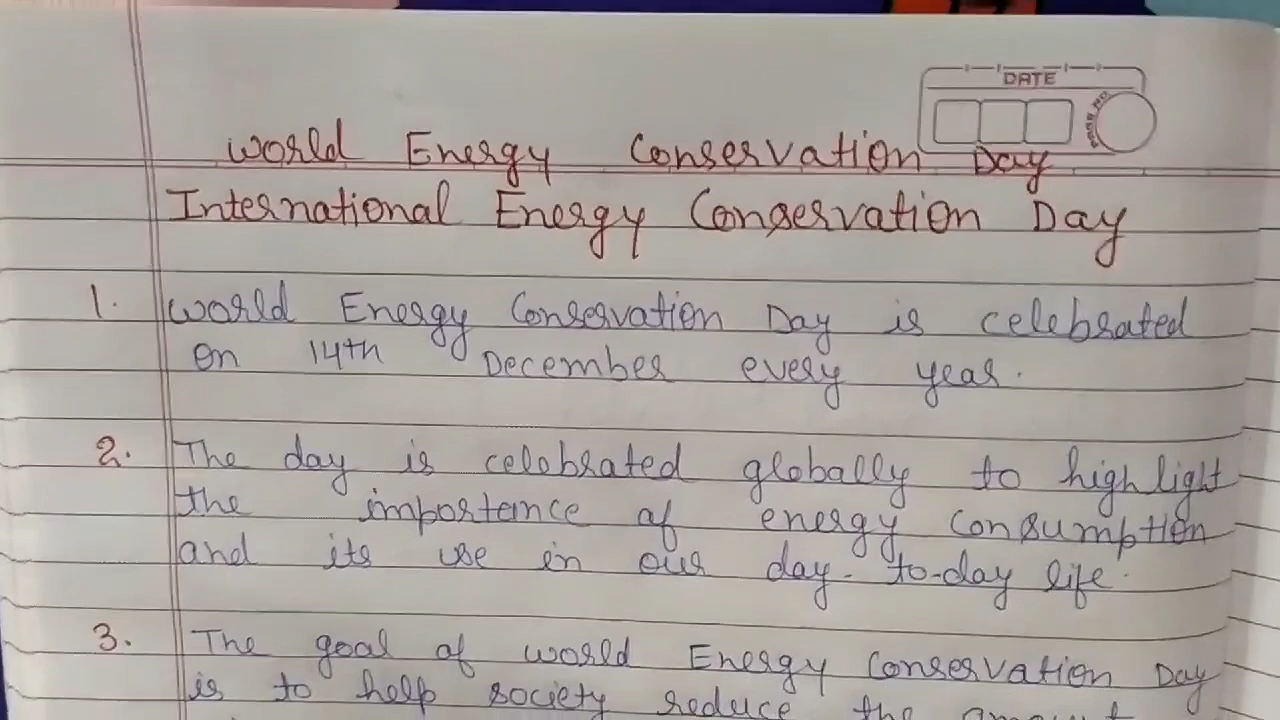 DATE
PAGE NO.
World Energy Conservation Day
International Energy Conservation Day
1. World Energy Conservation Day is celebrated
on 14th December every year.
2. The day is celebrated globally to highlight
the importance of energy consumption
and its use in our day-to-day life.
3. The goal of world Energy Conservation Day
is to help society reduce the amount